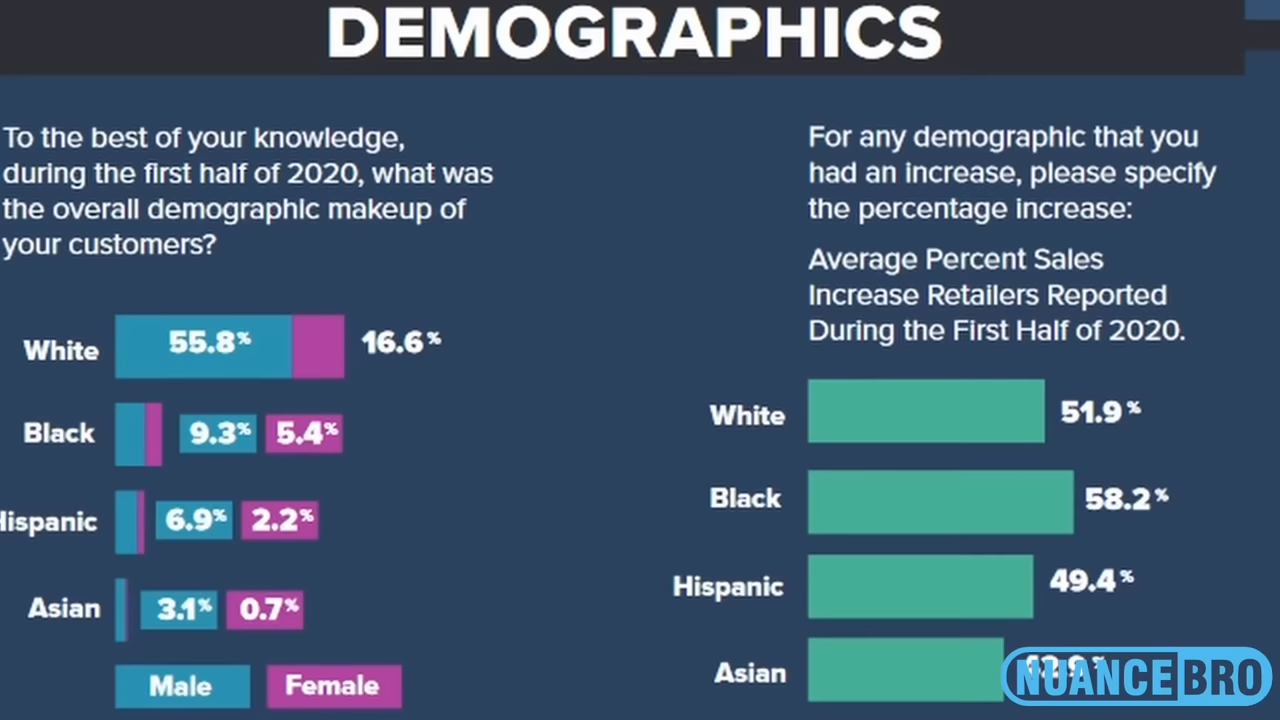 DEMOGRAPHICS
To the best of your knowledge,
during the first half of 2020, what was
the overall demographic makeup of
your customers?
White 55.8% 16.6%
Black 9.3% 5.4%
Hispanic 6.9% 2.2%
Asian 3.1% 0.7%
Male Female
For any demographic that you
had an increase, please specify
the percentage increase:
Average Percent Sales
Increase Retailers Reported
During the First Half of 2020.
White 51.9%
Black 58.2%
Hispanic 49.4%
Asian
NUANCE BRO